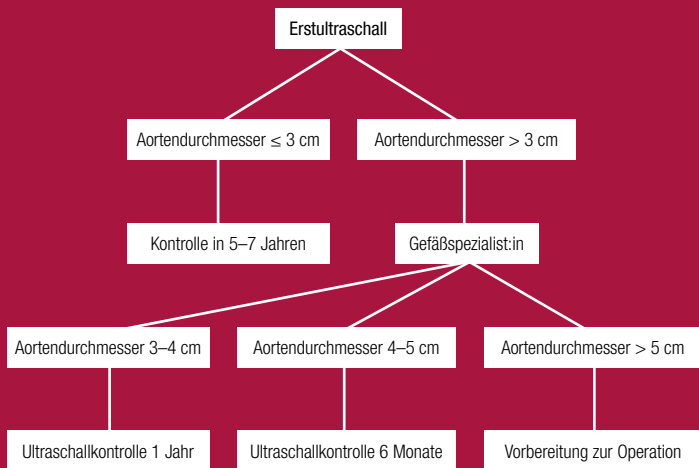 Erstultraschall
Aortendurchmesser ≤ 3 cm
Aortendurchmesser > 3 cm
Kontrolle in 5–7 Jahren
Gefäßspezialist:in
Aortendurchmesser 3–4 cm
Aortendurchmesser 4–5 cm
Aortendurchmesser > 5 cm
Ultraschallkontrolle 1 Jahr
Ultraschallkontrolle 6 Monate
Vorbereitung zur Operation